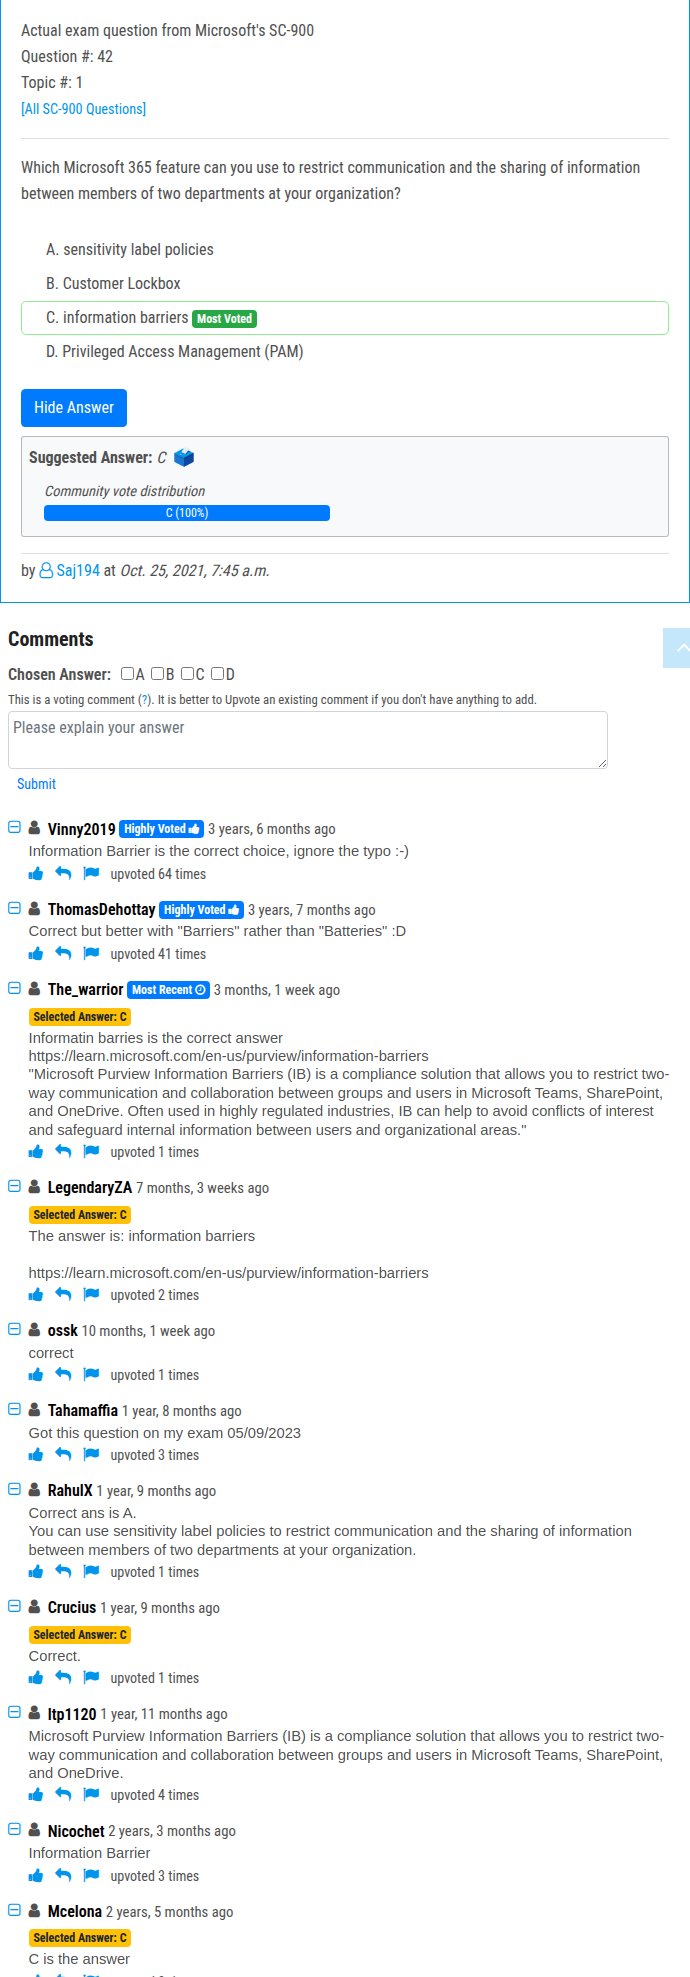 Actual exam question from Microsoft's SC-900
Question #: 42
Topic #: 1
[All SC-900 Questions]
Which Microsoft 365 feature can you use to restrict communication and the sharing of information
between members of two departments at your organization?
A. sensitivity label policies
B. Customer Lockbox
C. information barriers Most Voted
D. Privileged Access Management (PAM)
Hide Answer
Suggested Answer: C
Community vote distribution
C (100%)
by Saj194 at Oct. 25, 2021, 7:45 a.m.
Comments
Chosen Answer: A B C D
This is a voting comment (?). It is better to Upvote an existing comment if you don't have anything to add.
Please explain your answer
Submit
Vinny2019 Highly Voted 3 years, 6 months ago
Information Barrier is the correct choice, ignore the typo :-)
upvoted 64 times
ThomasDehottay Highly Voted 3 years, 7 months ago
Correct but better with "Barriers" rather than "Batteries" :D
upvoted 41 times
The_warrior Most Recent 3 months, 1 week ago
Selected Answer: C
Informatin barries is the correct answer
https://learn.microsoft.com/en-us/purview/information-barriers
"Microsoft Purview Information Barriers (IB) is a compliance solution that allows you to restrict two-
way communication and collaboration between groups and users in Microsoft Teams, SharePoint,
and OneDrive. Often used in highly regulated industries, IB can help to avoid conflicts of interest
and safeguard internal information between users and organizational areas."
upvoted 1 times
LegendaryZA 7 months, 3 weeks ago
Selected Answer: C
The answer is: information barriers
https://learn.microsoft.com/en-us/purview/information-barriers
upvoted 2 times
ossk 10 months, 1 week ago
correct
upvoted 1 times
Tahamaffia 1 year, 8 months ago
Got this question on my exam 05/09/2023
upvoted 3 times
RahulX 1 year, 9 months ago
Correct ans is A.
You can use sensitivity label policies to restrict communication and the sharing of information
between members of two departments at your organization.
upvoted 1 times
Crucius 1 year, 9 months ago
Selected Answer: C
Correct.
upvoted 1 times
ltp1120 1 year, 11 months ago
Microsoft Purview Information Barriers (IB) is a compliance solution that allows you to restrict two-
way communication and collaboration between groups and users in Microsoft Teams, SharePoint,
and OneDrive.
upvoted 4 times
Nicochet 2 years, 3 months ago
Information Barrier
upvoted 3 times
Mcelona 2 years, 5 months ago
Selected Answer: C
C is the answer